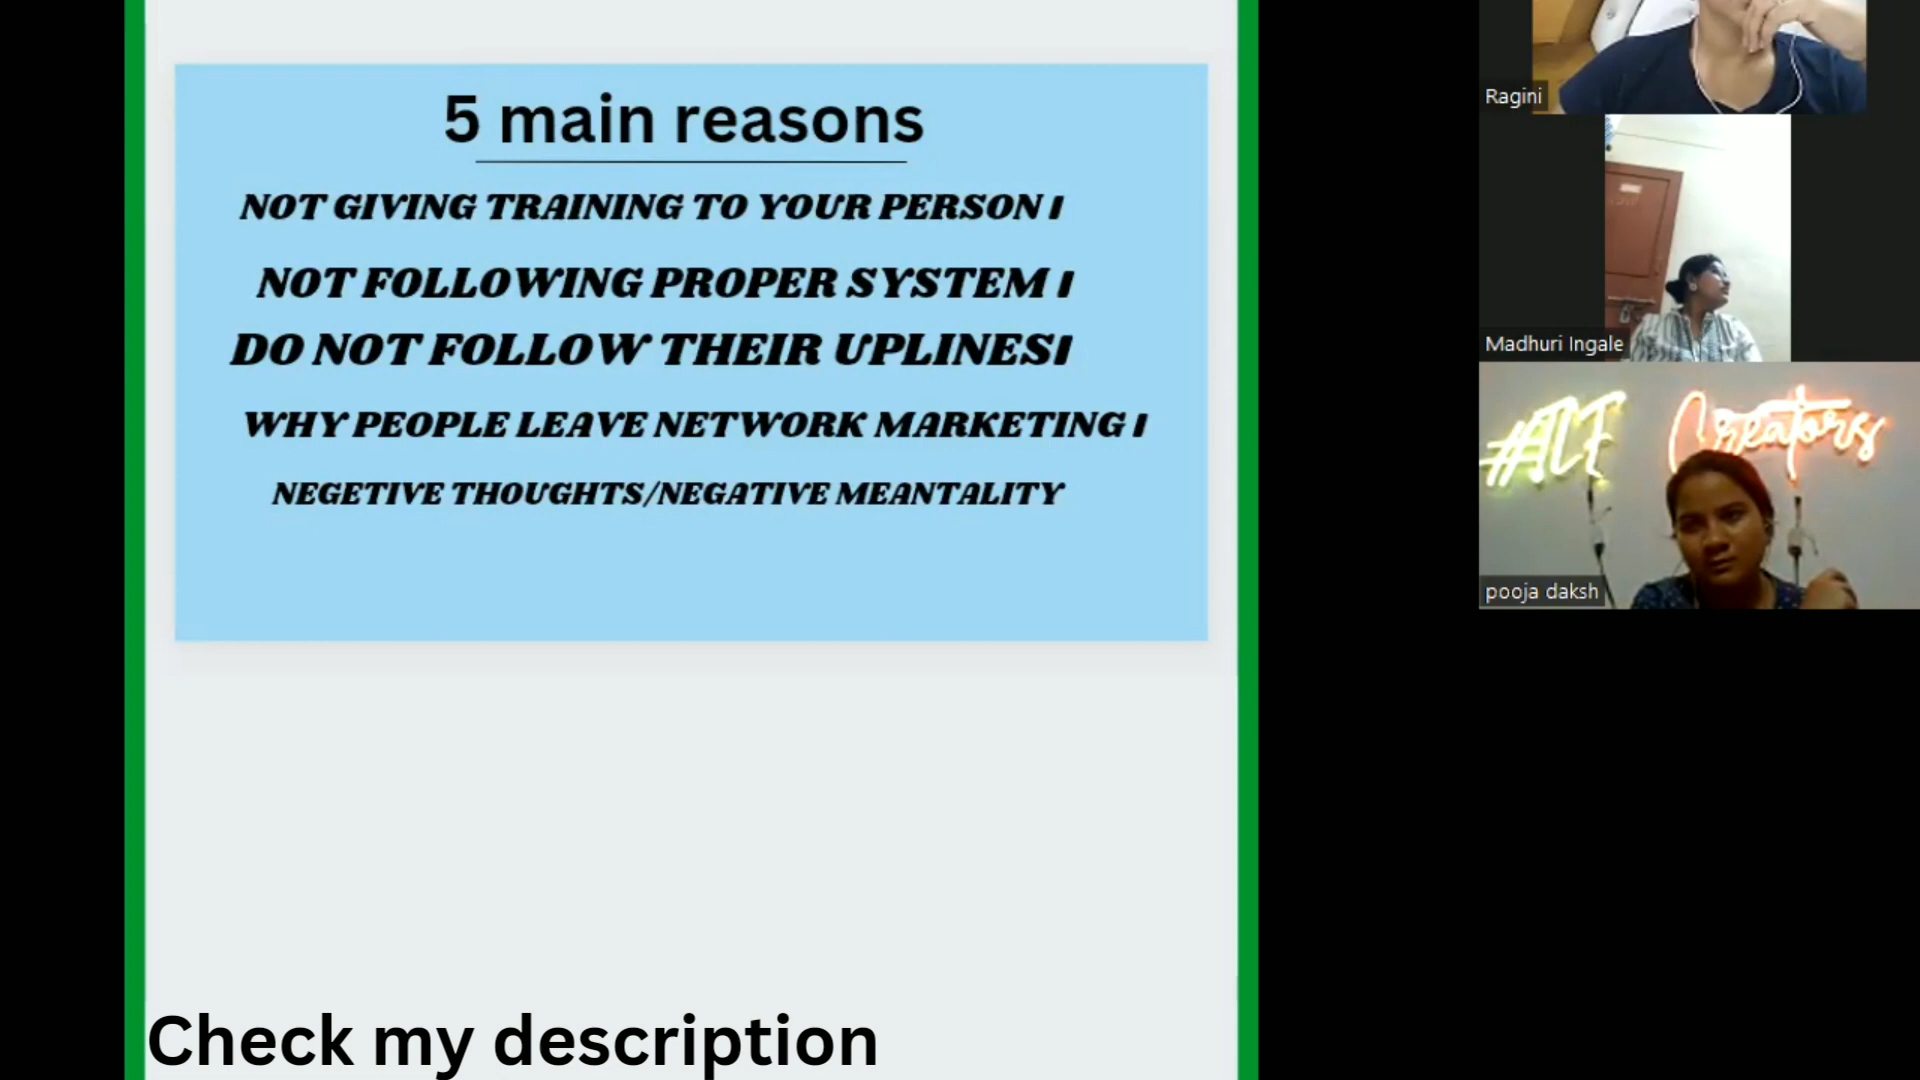 5 main reasons
NOT GIVING TRAINING TO YOUR PERSON I
NOT FOLLOWING PROPER SYSTEM I
DO NOT FOLLOW THEIR UPLINESI
WHY PEOPLE LEAVE NETWORK MARKETING I
NEGETIVE THOUGHTS/NEGATIVE MEANTALITY
Check my description
Ragini
Madhuri Ingale
Creators
pooja daksh